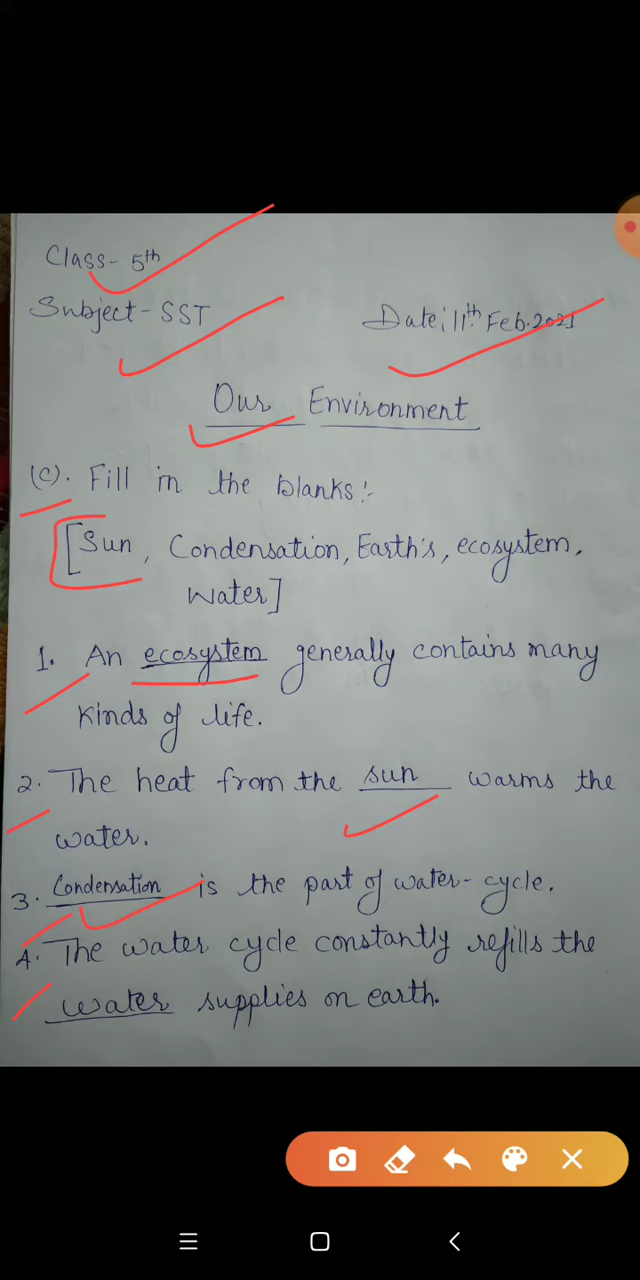 Class- 5th
Subject- SST
Date: 11th Feb. 2021
Our Environment
(C). Fill in the blanks:-
[Sun, Condensation, Earth's, ecosystem,
Water]
1. An ecosystem generally contains many
kinds of life.
2. The heat from the sun warms the
water.
3. Condensation is the part of water-cycle.
4. The water cycle constantly refills the
water supplies on earth.